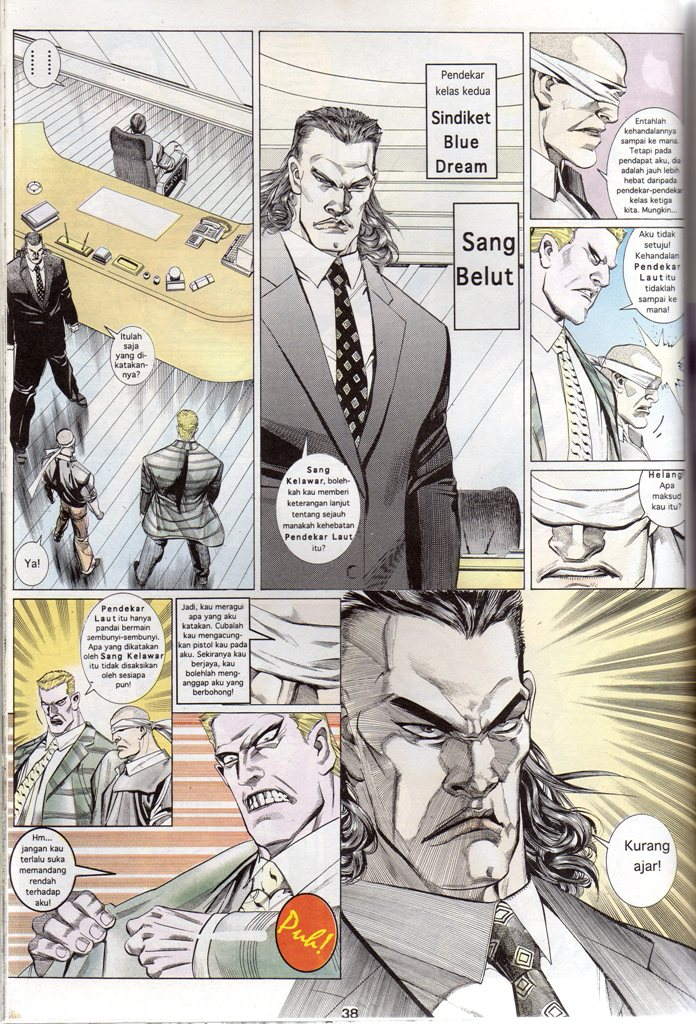 Itulah
saja
yang di-
katakan-
nya?
Ya!
Pendekar
kelas kedua
Sindiket
Blue
Dream
Sang
Belut
Sang
Kelawar, boleh-
kah kau memberi
keterangan lanjut
tentang sejauh
manakah kehebatan
Pendekar Laut
itu?
Entahlah
kehandalannya
sampai ke mana.
Tetapi pada
pendapat aku, dia
adalah jauh lebih
hebat daripada
pendekar-pendekar
kelas ketiga
kita. Mungkin...
Aku tidak
setuju!
Kehandalan
Pendekar
Laut itu
tidaklah
sampai ke
mana!
Helang!
Apa
maksud
kau itu?
Pendekar
Laut itu hanya
pandai bermain
sembunyi-sembunyi.
Apa yang dikatakan
oleh Sang Kelawar
itu tidak disaksikan
oleh sesiapa
pun!
Jadi, kau meragui
apa yang aku
katakan. Cubalah
kau mengacung-
kan pistol kau pada
aku. Sekiranya kau
berjaya, kau
bolehlah meng-
anggap aku yang
berbohong!
Hm...
jangan kau
terlalu suka
memandang
rendah
terhadap
aku!
Puh!
Kurang
ajar!
38